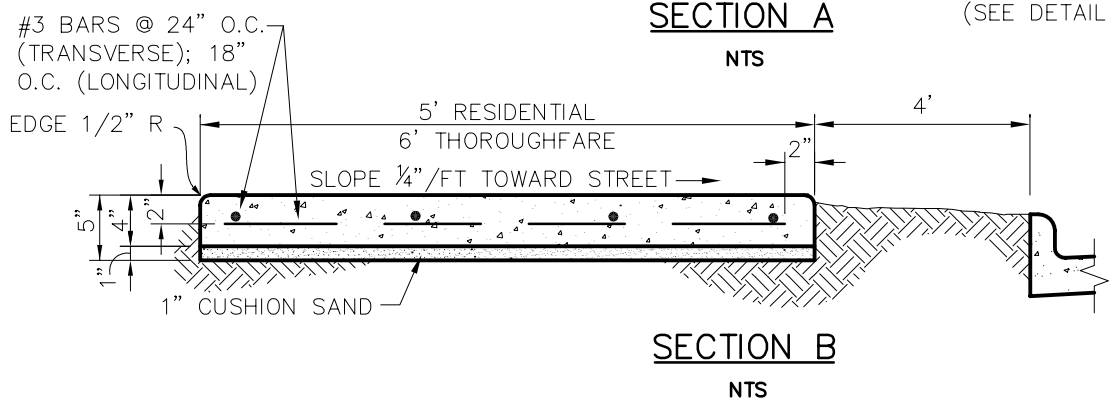 SECTION A
NTS
(SEE DETAIL
#3 BARS @ 24" O.C.
(TRANSVERSE); 18"
O.C. (LONGITUDINAL)
EDGE 1/2" R
5' RESIDENTIAL
6' THOROUGHFARE
4'
2"
SLOPE ¼"/FT TOWARD STREET
5"
4"
2"
1"
1" CUSHION SAND
SECTION B
NTS